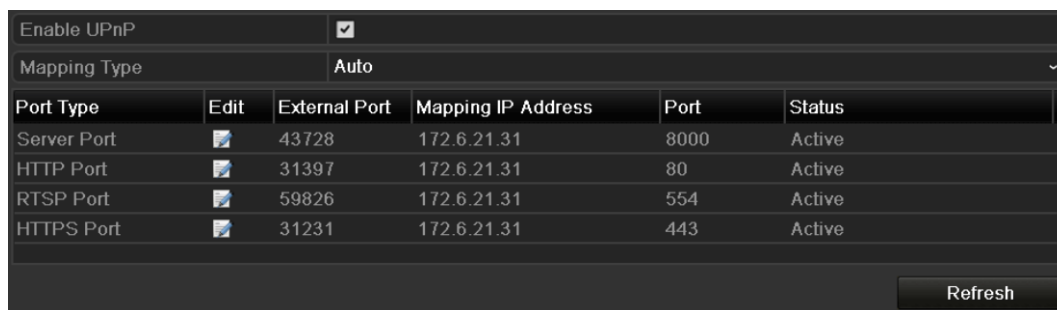 Enable UPnP
Mapping Type Auto
Port Type Edit External Port Mapping IP Address Port Status
Server Port 43728 172.6.21.31 8000 Active
HTTP Port 31397 172.6.21.31 80 Active
RTSP Port 59826 172.6.21.31 554 Active
HTTPS Port 31231 172.6.21.31 443 Active
Refresh